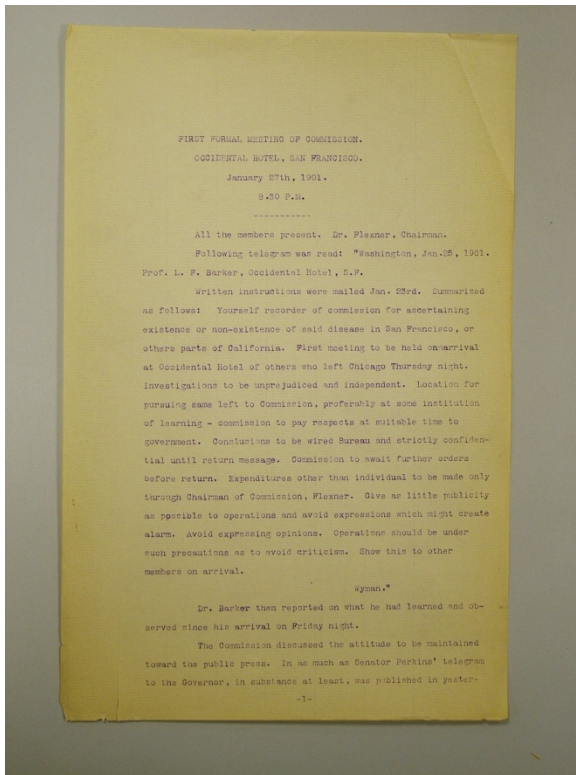 FIRST FORMAL MEETING OF COMMISSION.
OCCIDENTAL HOTEL, SAN FRANCISCO.
January 27th, 1901.
8.30 P.M.
-----------
All the members present. Dr. Flexner, Chairman.
Following telegram was read: "Washington, Jan.25, 1901.
Prof. L. F. Barker, Occidental Hotel, S.F.
Written instructions were mailed Jan. 23rd. Summarized
as follows: Yourself recorder of commission for ascertaining
existence or non-existence of said disease in San Francisco, or
others parts of California. First meeting to be held on arrival
at Occidental Hotel of others who left Chicago Thursday night.
Investigations to be unprejudiced and independent. Location for
pursuing same left to Commission, preferably at some institution
of learning - commission to pay respects at suitable time to
government. Conclusions to be wired Bureau and strictly confiden-
tial until return message. Commission to await further orders
before return. Expenditures other than individual to be made only
through Chairman of Commission, Flexner. Give as little publicity
as possible to operations and avoid expressions which might create
alarm. Avoid expressing opinions. Operations should be under
such precautions as to avoid criticism. Show this to other
members on arrival.
Wyman."
Dr. Barker then reported on what he had learned and ob-
served since his arrival on Friday night.
The Commission discussed the attitude to be maintained
toward the public press. In as much as Senator Perkins' telegram
to the Governor, in substance at least, was published in yester-
-1-